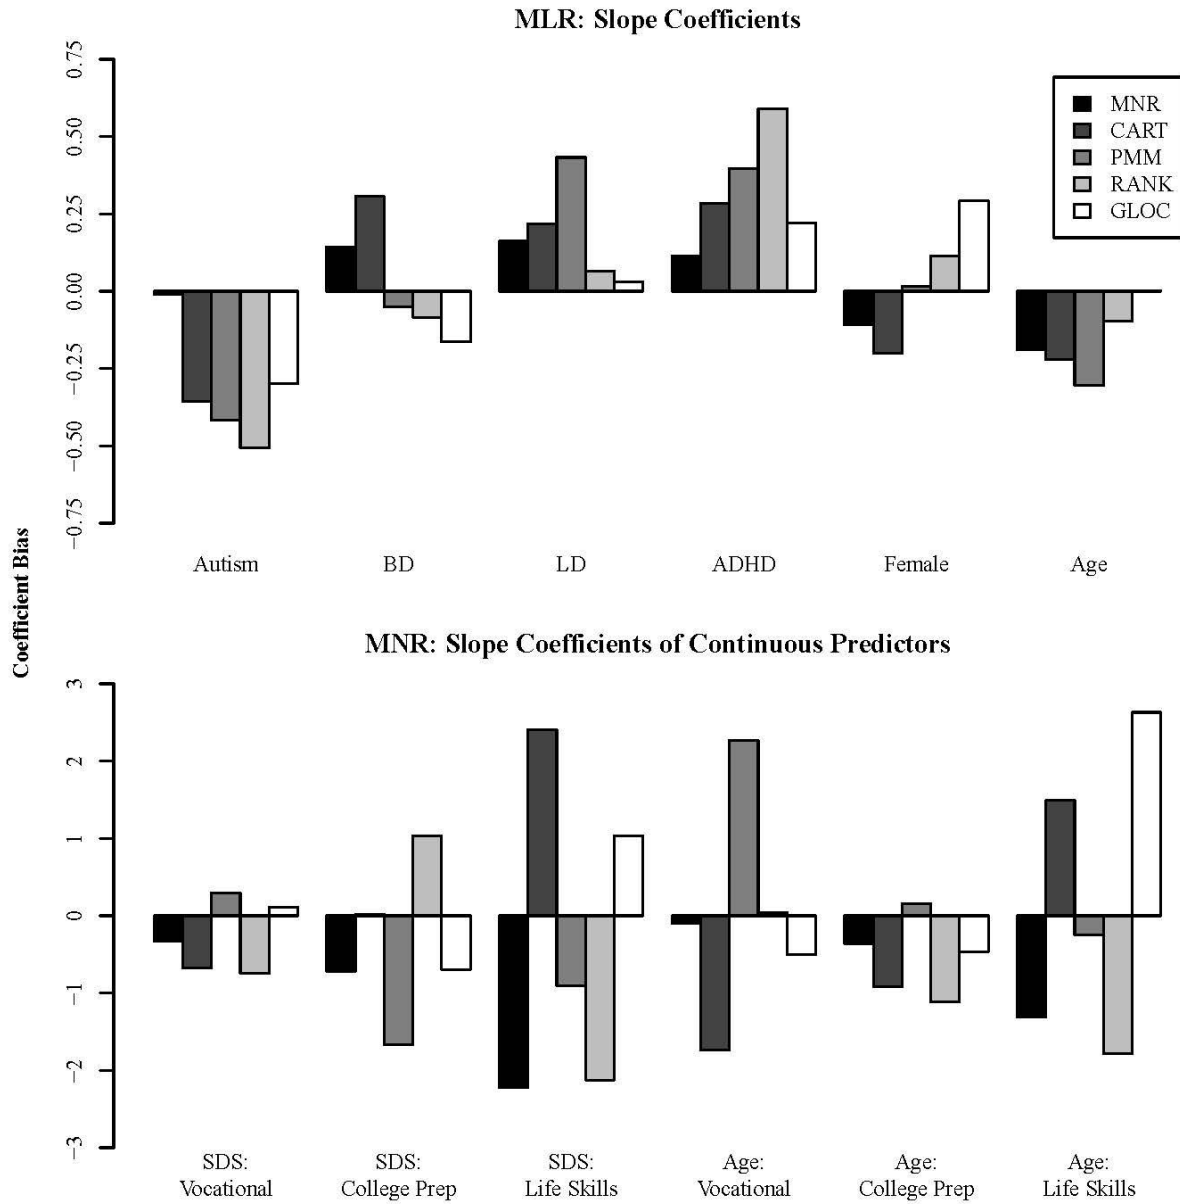 MLR: Slope Coefficients
0.75
0.50
0.25
0.00
−0.25
−0.50
−0.75
MNR
CART
PMM
RANK
GLOC
Autism BD LD ADHD Female Age
Coefficient Bias
MNR: Slope Coefficients of Continuous Predictors
3
2
1
0
−1
−2
−3
SDS: SDS: SDS: Age: Age: Age:
Vocational College Prep Life Skills Vocational College Prep Life Skills